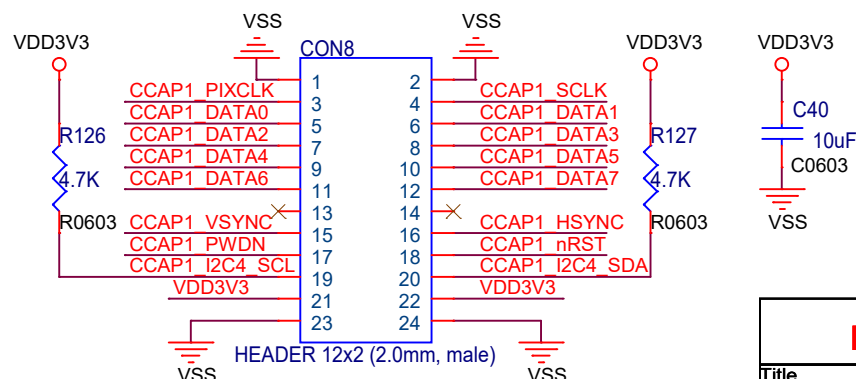 VSS VSS
VDD3V3 CON8 VDD3V3 VDD3V3
1 2
CCAP1_PIXCLK 3 4 CCAP1_SCLK
CCAP1_DATA0 5 6 CCAP1_DATA1
CCAP1_DATA2 7 8 CCAP1_DATA3
CCAP1_DATA4 9 10 CCAP1_DATA5
CCAP1_DATA6 11 12 CCAP1_DATA7
13 14
CCAP1_VSYNC 15 16 CCAP1_HSYNC
CCAP1_PWDN 17 18 CCAP1_nRST
CCAP1_I2C4_SCL 19 20 CCAP1_I2C4_SDA
VDD3V3 21 22 VDD3V3
23 24
HEADER 12x2 (2.0mm, male)
VSS VSS
R126
4.7K
R0603
R127
4.7K
R0603
C40
10uF
C0603
VSS
Title